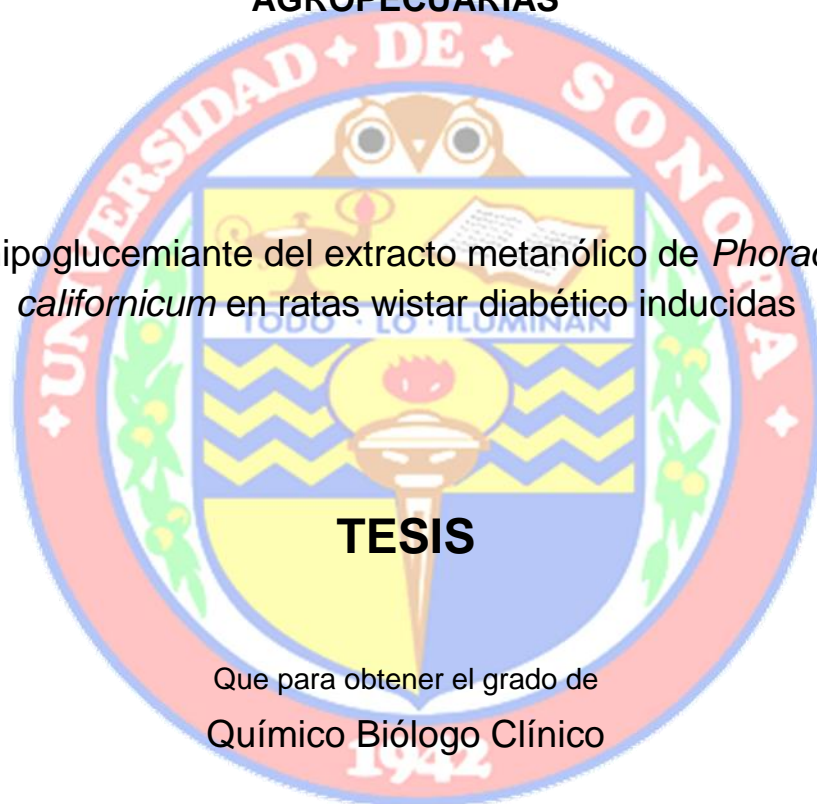 AGROPECUARIAS
UNIVERSIDAD DE SONORA
ipoglucemiante del extracto metanólico de Phorac
californicum en ratas wistar diabético inducidas
TODO · LO · ILUMINAN
TESIS
Que para obtener el grado de
Químico Biólogo Clínico
1942